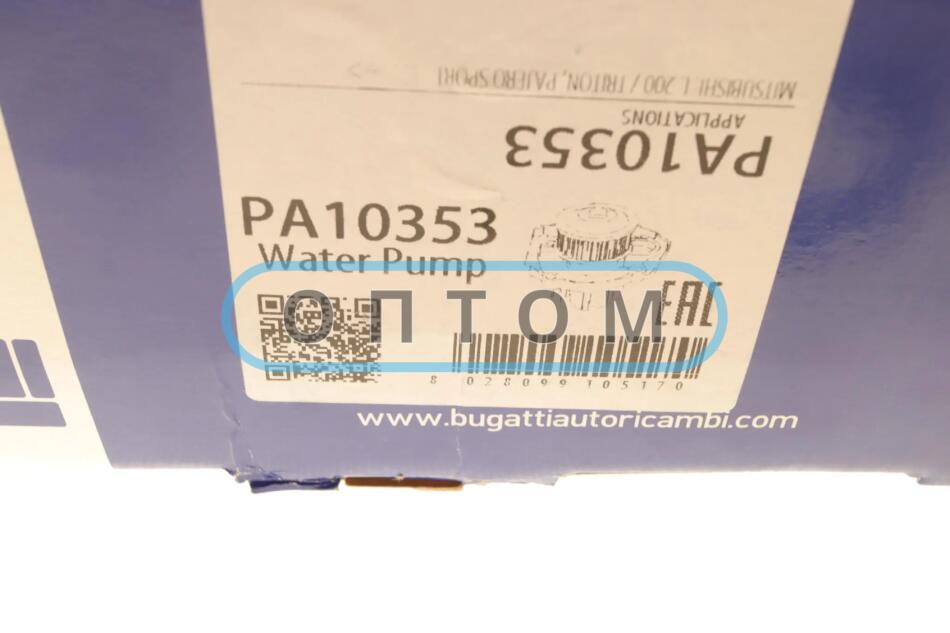 MITSUBISHI: L 200 / TRITON, PAJERO SPORT
APPLICATIONS
PA10353
PA10353
Water Pump
ОПТОМ
EAC
8 028099 105170
www.bugattiautoricambi.com